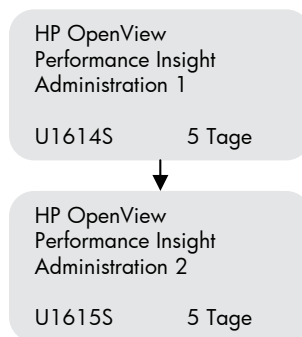 HP OpenView
Performance Insight
Administration 1
U1614S 5 Tage
HP OpenView
Performance Insight
Administration 2
U1615S 5 Tage